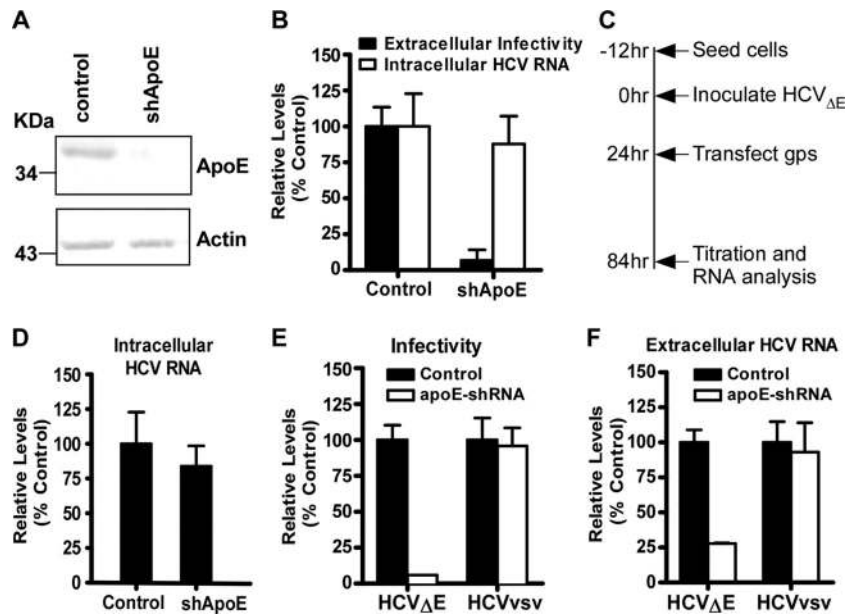 A
control
shApoE
KDa
34
ApoE
43
Actin
B
Extracellular Infectivity
Intracellular HCV RNA
Relative Levels
(% Control)
150
125
100
75
50
25
0
Control
shApoE
C
-12hr
Seed cells
0hr
Inoculate HCVΔE
24hr
Transfect gps
84hr
Titration and
RNA analysis
D
Intracellular
HCV RNA
Relative Levels
(% Control)
150
125
100
75
50
25
0
Control
shApoE
E
Infectivity
Control
apoE-shRNA
Relative Levels
(% Control)
150
125
100
75
50
25
0
HCVΔE
HCVvsv
F
Extracellular HCV RNA
Control
apoE-shRNA
Relative Levels
(% Control)
150
125
100
75
50
25
0
HCVΔE
HCVvsv